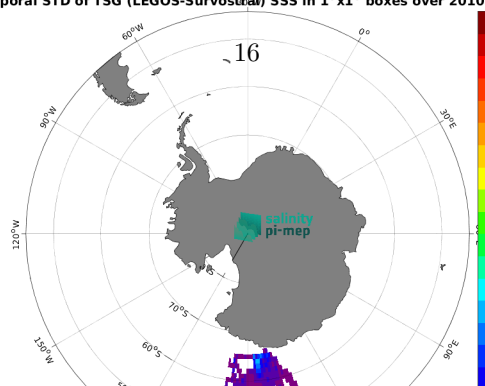 poral STD of TSG (LEGOS-Survostral) SSS in 1°x1° boxes over 2010
16
60°W
0°
30°E
90°W
120°W
salinity
pi-mep
70°S
60°S
150°W
90°E